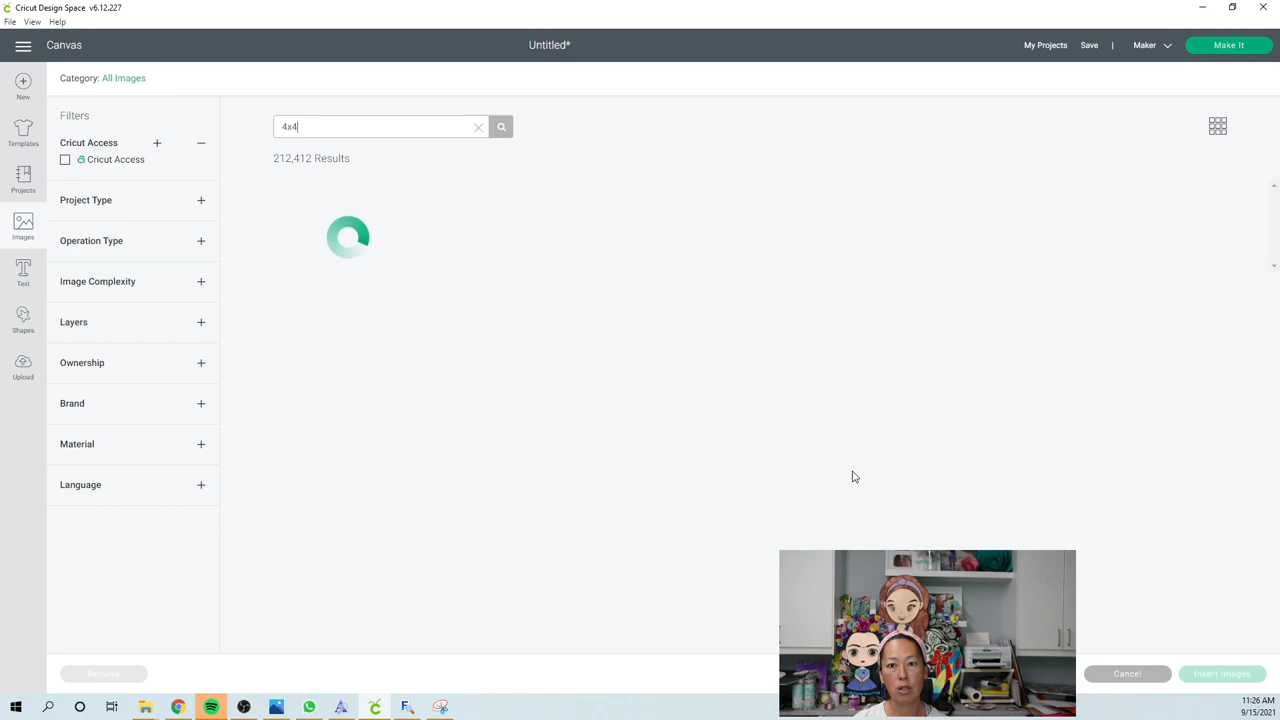 Cricut Design Space v6.12.227
File View Help
Canvas
Untitled*
My Projects Save | Maker Make It
New
Templates
Projects
Images
Text
Shapes
Upload
Category: All Images
Filters
Cricut Access
Cricut Access
Project Type
Operation Type
Image Complexity
Layers
Ownership
Brand
Material
Language
4x4
212,412 Results
Remove
Cancel
Insert Images
11:26 AM
9/15/2021